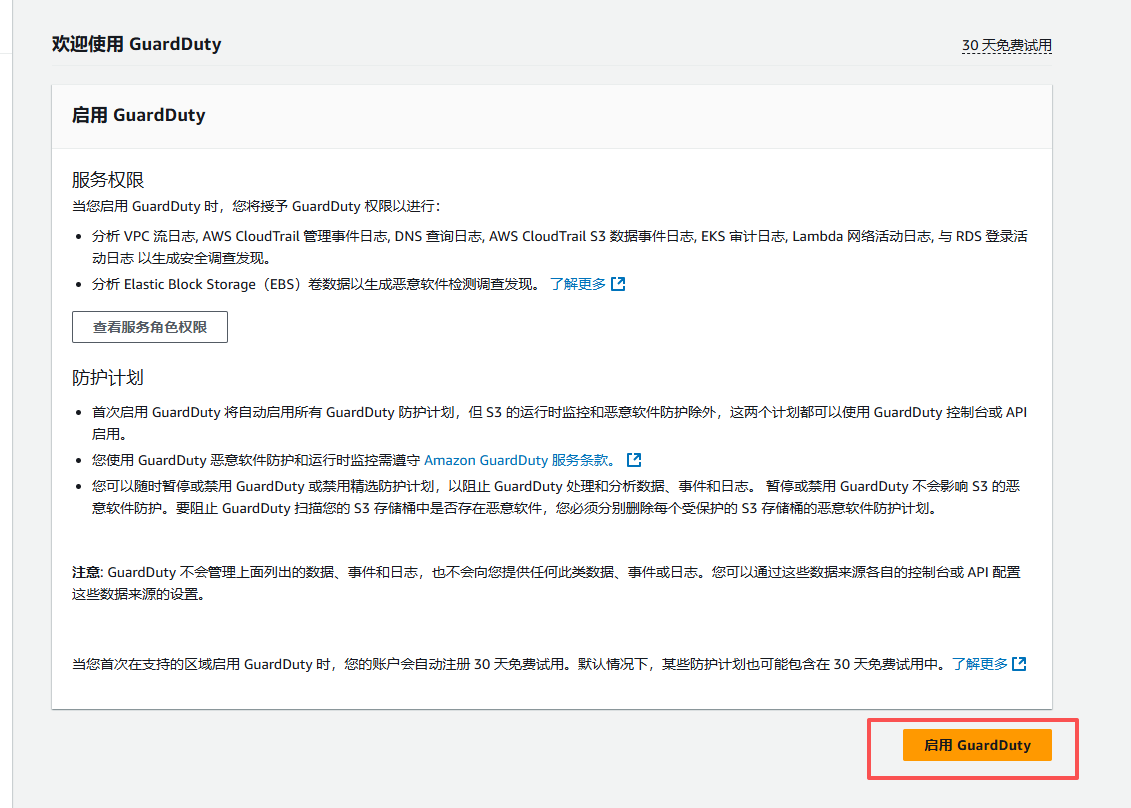 欢迎使用 GuardDuty
30 天免费试用
启用 GuardDuty
服务权限
当您启用 GuardDuty 时，您将授予 GuardDuty 权限以进行：
• 分析 VPC 流日志, AWS CloudTrail 管理事件日志, DNS 查询日志, AWS CloudTrail S3 数据事件日志, EKS 审计日志, Lambda 网络活动日志, 与 RDS 登录活
动日志 以生成安全调查发现。
• 分析 Elastic Block Storage（EBS）卷数据以生成恶意软件检测调查发现。 了解更多
查看服务角色权限
防护计划
• 首次启用 GuardDuty 将自动启用所有 GuardDuty 防护计划，但 S3 的运行时监控和恶意软件防护除外，这两个计划都可以使用 GuardDuty 控制台或 API
启用。
• 您使用 GuardDuty 恶意软件防护和运行时监控需遵守 Amazon GuardDuty 服务条款。
• 您可以随时暂停或禁用 GuardDuty 或禁用精选防护计划，以阻止 GuardDuty 处理和分析数据、事件和日志。 暂停或禁用 GuardDuty 不会影响 S3 的恶
意软件防护。要阻止 GuardDuty 扫描您的 S3 存储桶中是否存在恶意软件，您必须分别删除每个受保护的 S3 存储桶的恶意软件防护计划。
注意: GuardDuty 不会管理上面列出的数据、事件和日志，也不会向您提供任何此类数据、事件或日志。您可以通过这些数据来源各自的控制台或 API 配置
这些数据来源的设置。
当您首次在支持的区域启用 GuardDuty 时，您的账户会自动注册 30 天免费试用。默认情况下，某些防护计划也可能包含在 30 天免费试用中。了解更多
启用 GuardDuty